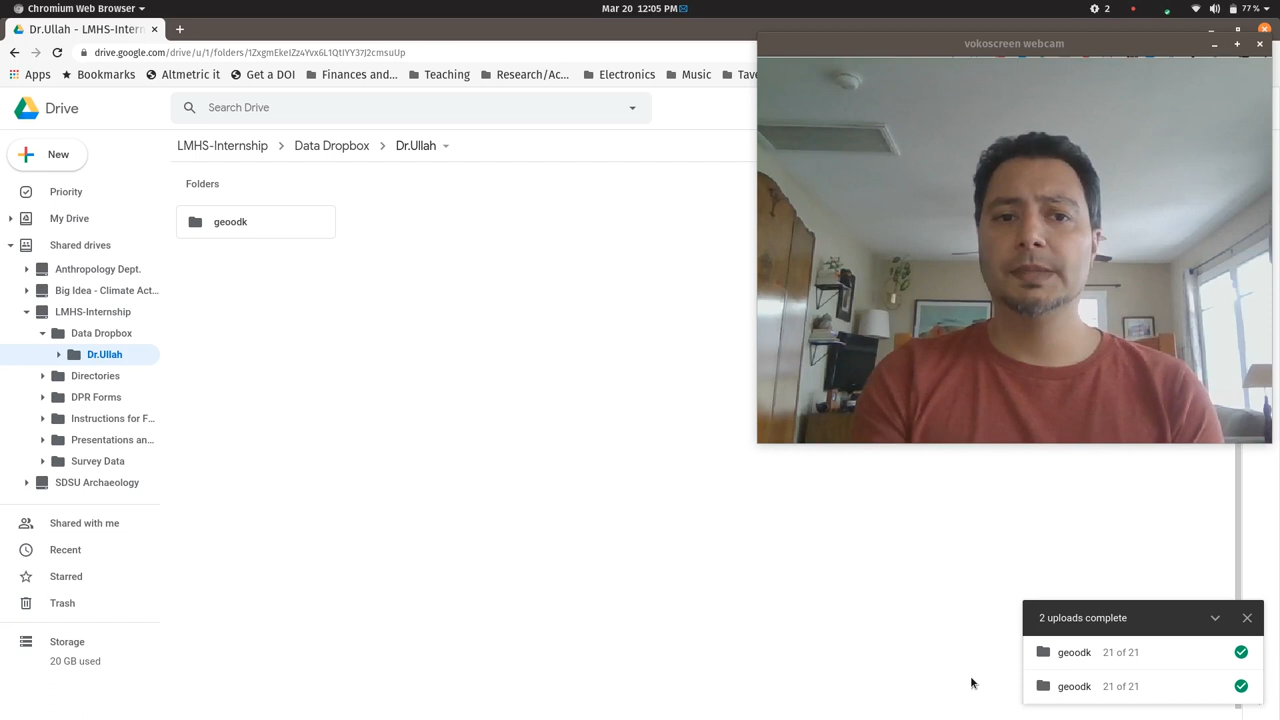 Chromium Web Browser
Mar 20 12:05 PM
2
77 %
Dr.Ullah - LMHS-Intern
drive.google.com/drive/u/1/folders/1ZxgmEkeIZz4Yvx6L1QtIYY37J2cmsuUp
Apps
Bookmarks
Altmetric it
Get a DOI
Finances and...
Teaching
Research/Ac...
Electronics
Music
Tave
vokoscreen webcam
Drive
Search Drive
New
LMHS-Internship > Data Dropbox > Dr.Ullah
Folders
geoodk
Priority
My Drive
Shared drives
Anthropology Dept.
Big Idea - Climate Act...
LMHS-Internship
Data Dropbox
Dr.Ullah
Directories
DPR Forms
Instructions for F...
Presentations an...
Survey Data
SDSU Archaeology
Shared with me
Recent
Starred
Trash
Storage
20 GB used
2 uploads complete
geoodk 21 of 21
geoodk 21 of 21